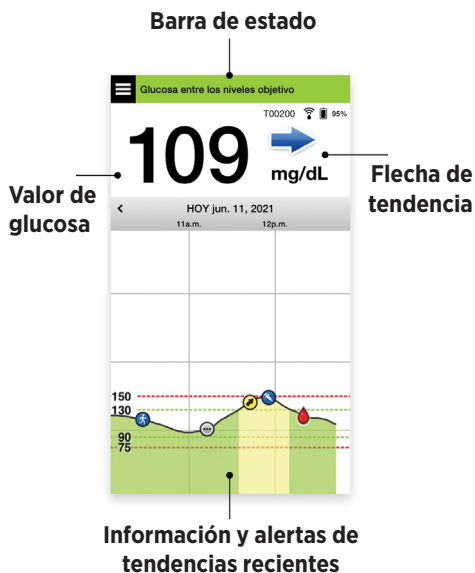 Barra de estado
Glucosa entre los niveles objetivo
T00200 95%
109
mg/dL
Valor de
glucosa
Flecha de
tendencia
HOY jun. 11, 2021
11a.m. 12p.m.
150
130
90
75
Información y alertas de
tendencias recientes